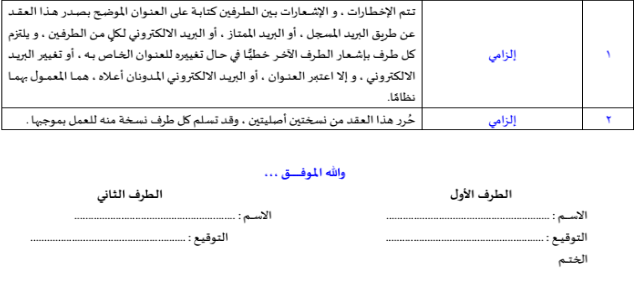 ١ إلزامي تتم الإخطارات ، و الإشعارات بين الطرفين كتابة على العنوان الموضح بصدر هذا العقد
عن طريق البريد المسجل ، أو البريد الممتاز ، أو البريد الالكتروني لكلٍ من الطرفين ، و يلتزم
كل طرف بإشعار الطرف الآخر خطيًّا في حال تغييره للعنوان الخاص به ، أو تغيير البريد
الالكتروني ، و إلا اعتبر العنوان ، أو البريد الالكتروني المدونان أعلاه ، هما المعمول بهما
نظامًا.
٢ إلزامي حُرر هذا العقد من نسختين أصليتين ، وقد تسلم كل طرف نسخة منه للعمل بموجبها .
والله الموفــق ...
الطرف الأول الطرف الثاني
الاسم : ........................................................ الاسم : ........................................................
التوقيع : ...................................................... التوقيع : ......................................................
الختم